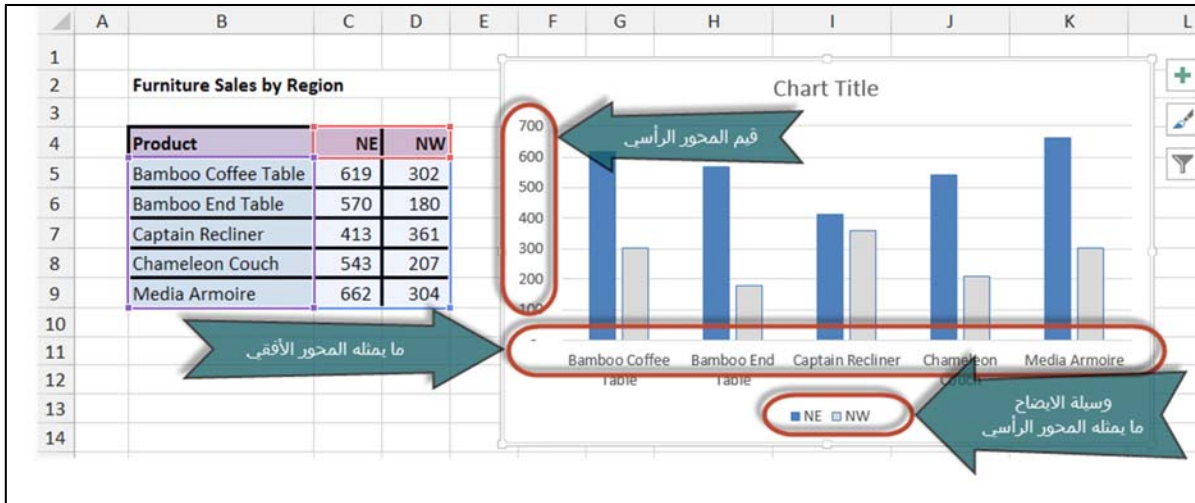 A B C D E F G H I J K L
1
2 Furniture Sales by Region
3
4 Product NE NW
5 Bamboo Coffee Table 619 302
6 Bamboo End Table 570 180
7 Captain Recliner 413 361
8 Chameleon Couch 543 207
9 Media Armoire 662 304
10
11
12
13
14
Chart Title
700
600
500
400
300
200
100
-
قيم المحور الرأسي
ما يمثله المحور الأفقي
Bamboo Coffee Bamboo End Captain Recliner Chameleon Media Armoire
Table Table Couch
NE NW
وسيلة الايضاح
ما يمثله المحور الرأسي